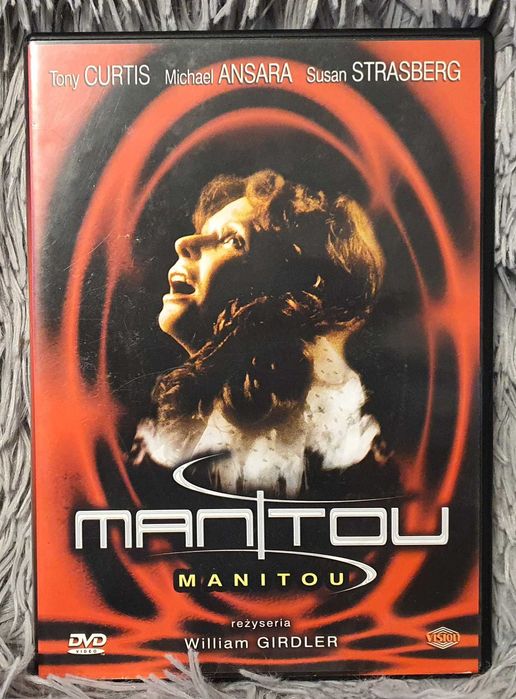 Tony CURTIS Michael ANSARA Susan STRASBERG
MANITOU
MANITOU
reżyseria
William GIRDLER
DVD
VIDEO
VISION